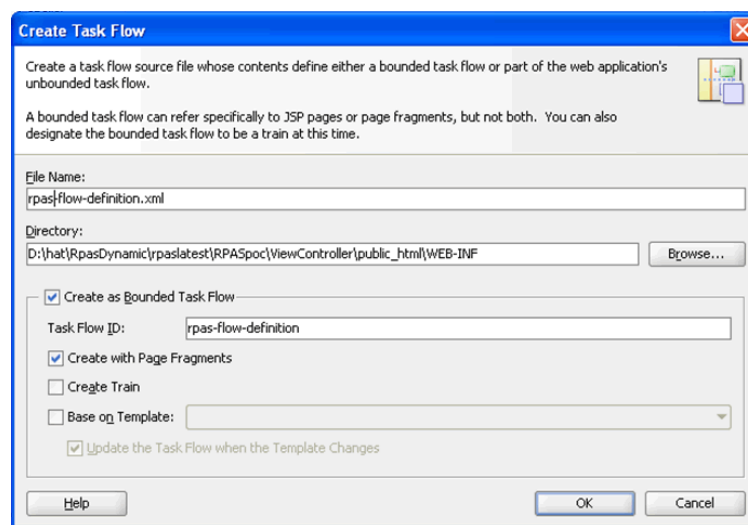 Create Task Flow
Create a task flow source file whose contents define either a bounded task flow or part of the web application's
unbounded task flow.
A bounded task flow can refer specifically to JSP pages or page fragments, but not both. You can also
designate the bounded task flow to be a train at this time.
File Name:
rpas-flow-definition.xml
Directory:
D:\hat\RpasDynamic\rpaslatest\RPASpoc\ViewController\public_html\WEB-INF
Browse...
Create as Bounded Task Flow
Task Flow ID:
rpas-flow-definition
Create with Page Fragments
Create Train
Base on Template:
Update the Task Flow when the Template Changes
Help
OK
Cancel